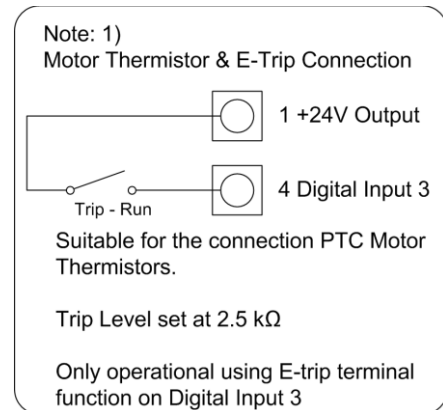 Note: 1)
Motor Thermistor & E-Trip Connection
1 +24V Output
4 Digital Input 3
Trip - Run
Suitable for the connection PTC Motor
Thermistors.
Trip Level set at 2.5 kΩ
Only operational using E-trip terminal
function on Digital Input 3